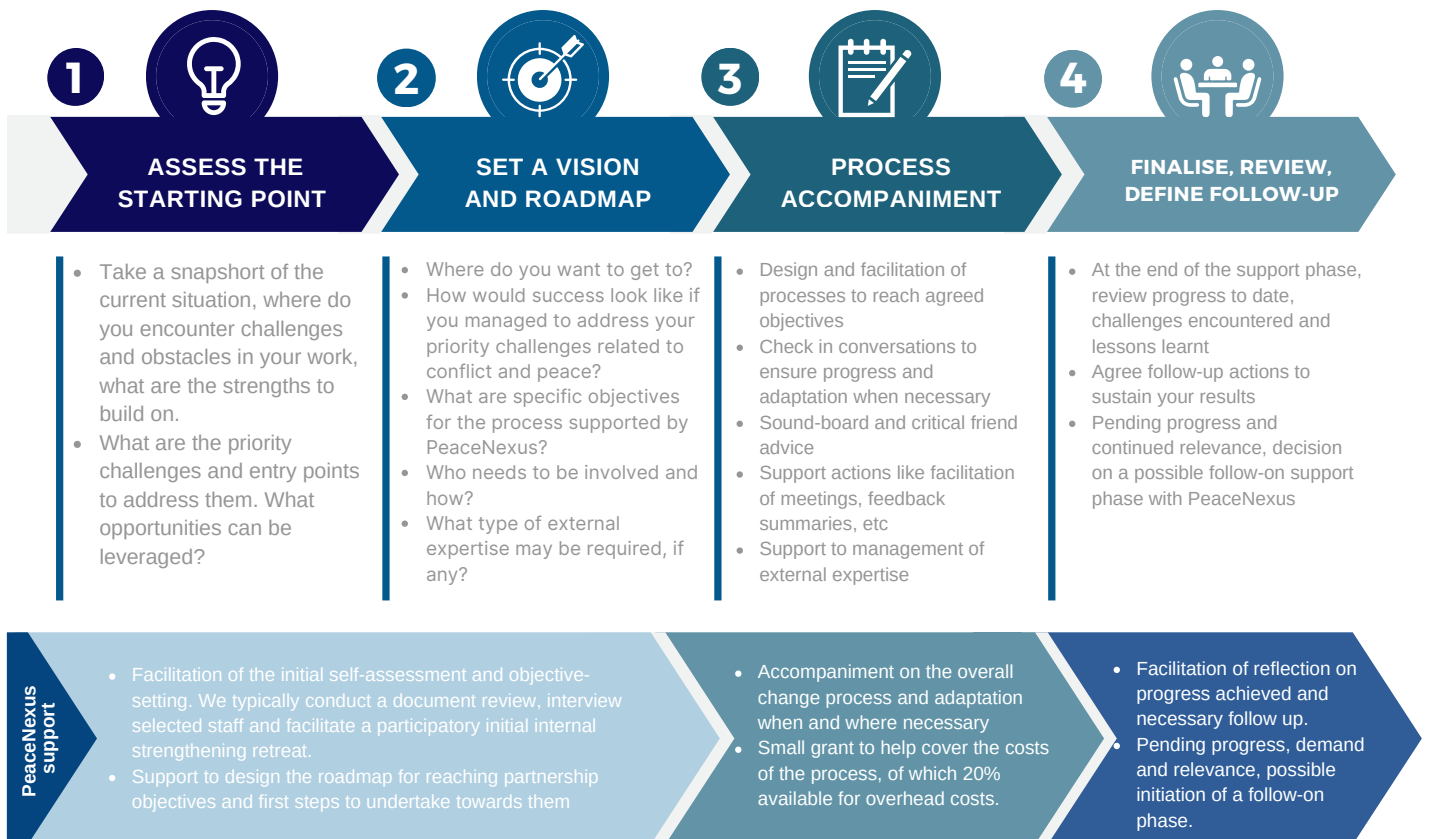 1
2
3
4
ASSESS THE
STARTING POINT
SET A VISION
AND ROADMAP
PROCESS
ACCOMPANIMENT
FINALISE, REVIEW,
DEFINE FOLLOW-UP
• Take a snapshort of the
current situation, where do
you encounter challenges
and obstacles in your work,
what are the strengths to
build on.
• What are the priority
challenges and entry points
to address them. What
opportunities can be
leveraged?
• Where do you want to get to?
• How would success look like if
you managed to address your
priority challenges related to
conflict and peace?
• What are specific objectives
for the process supported by
PeaceNexus?
• Who needs to be involved and
how?
• What type of external
expertise may be required, if
any?
• Design and facilitation of
processes to reach agreed
objectives
• Check in conversations to
ensure progress and
adaptation when necessary
• Sound-board and critical friend
advice
• Support actions like facilitation
of meetings, feedback
summaries, etc
• Support to management of
external expertise
• At the end of the support phase,
review progress to date,
challenges encountered and
lessons learnt
• Agree follow-up actions to
sustain your results
• Pending progress and
continued relevance, decision
on a possible follow-on support
phase with PeaceNexus
PeaceNexus
support
• Facilitation of the initial self-assessment and objective-
setting. We typically conduct a document review, interview
selected staff and facilitate a participatory initial internal
strengthening retreat.
• Support to design the roadmap for reaching partnership
objectives and first steps to undertake towards them
• Accompaniment on the overall
change process and adaptation
when and where necessary
• Small grant to help cover the costs
of the process, of which 20%
available for overhead costs.
• Facilitation of reflection on
progress achieved and
necessary follow up.
• Pending progress, demand
and relevance, possible
initiation of a follow-on
phase.